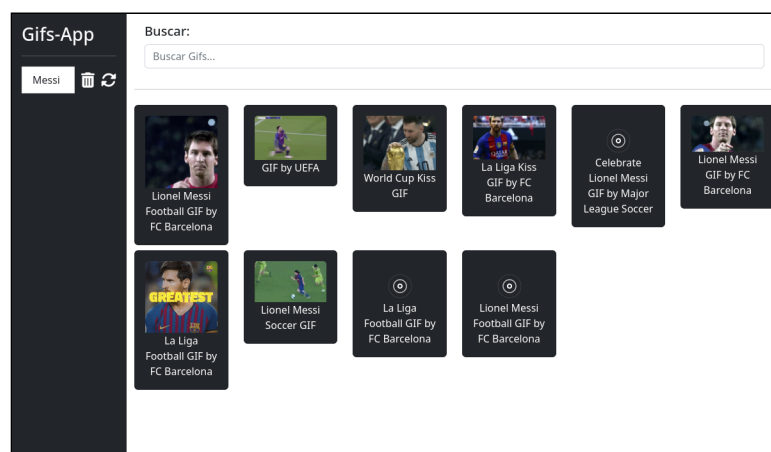 Gifs-App
Messi
Buscar:
Buscar Gifs...
Lionel Messi
Football GIF by
FC Barcelona
GIF by UEFA
World Cup Kiss
GIF
La Liga Kiss
GIF by FC
Barcelona
Celebrate
Lionel Messi
GIF by Major
League Soccer
Lionel Messi
GIF by FC
Barcelona
GREATEST
La Liga
Football GIF by
FC Barcelona
Lionel Messi
Soccer GIF
La Liga
Football GIF by
FC Barcelona
Lionel Messi
Football GIF by
FC Barcelona